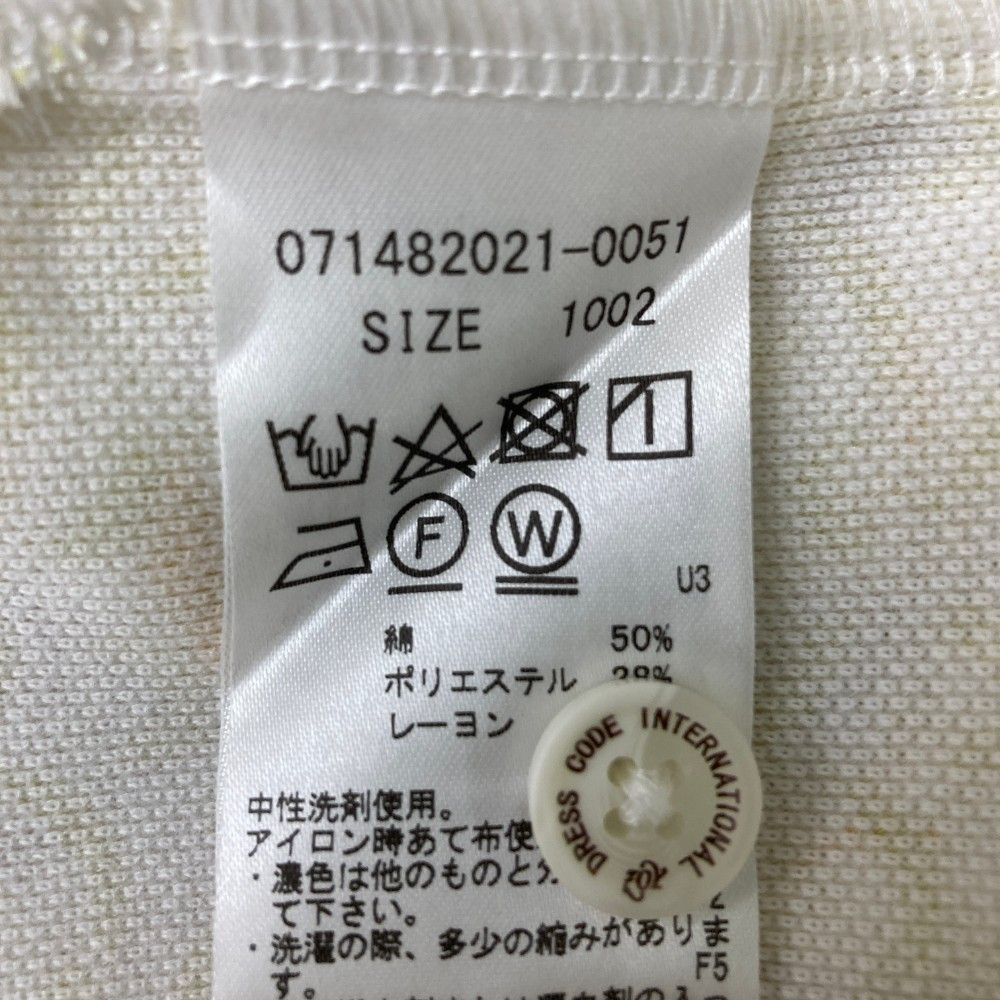 071482021-0051
SIZE 1002
F W
U3
綿 50%
ポリエステル
レーヨン
DRESS CODE INTERNATIONAL
中性洗剤使用。
アイロン時あて布使
・濃色は他のものと
て下さい。
・洗濯の際、多少の縮みがありま
す。 F5